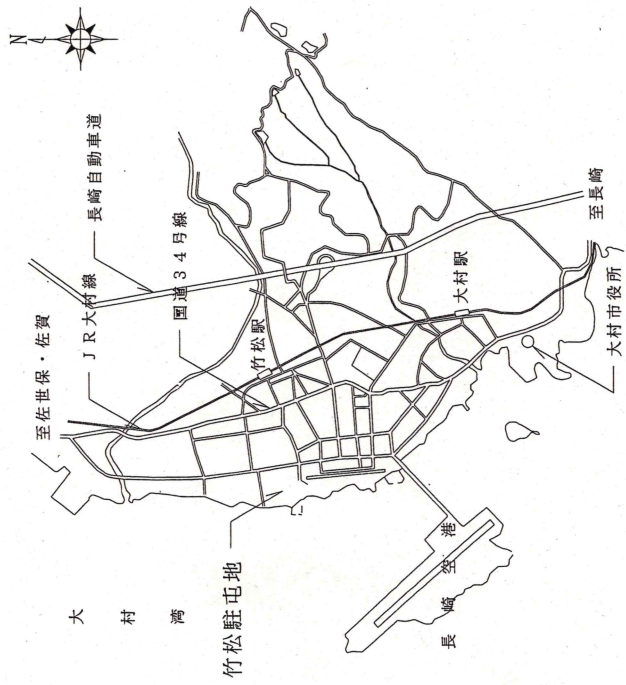 N
至佐世保・佐賀
JR大村線
長崎自動車道
国道34号線
竹松駅
大村駅
至長崎
大村市役所
大村湾
竹松駐屯地
長崎空港